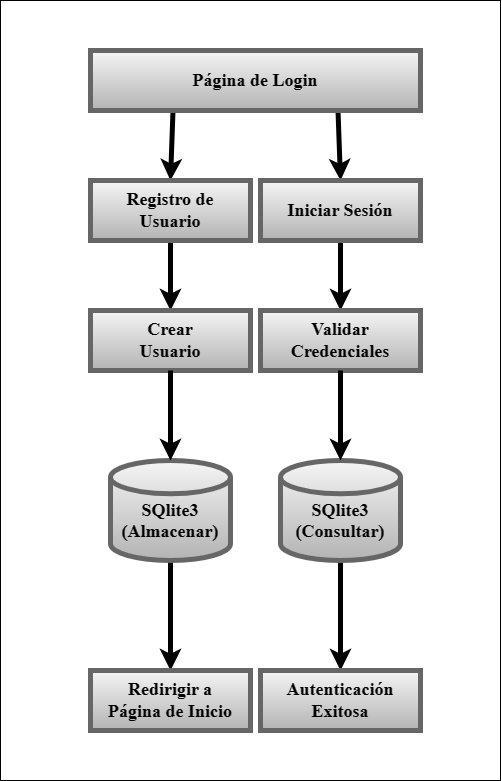 Página de Login
Registro de
Usuario
Iniciar Sesión
Crear
Usuario
Validar
Credenciales
SQlite3
(Almacenar)
SQlite3
(Consultar)
Redirigir a
Página de Inicio
Autenticación
Exitosa